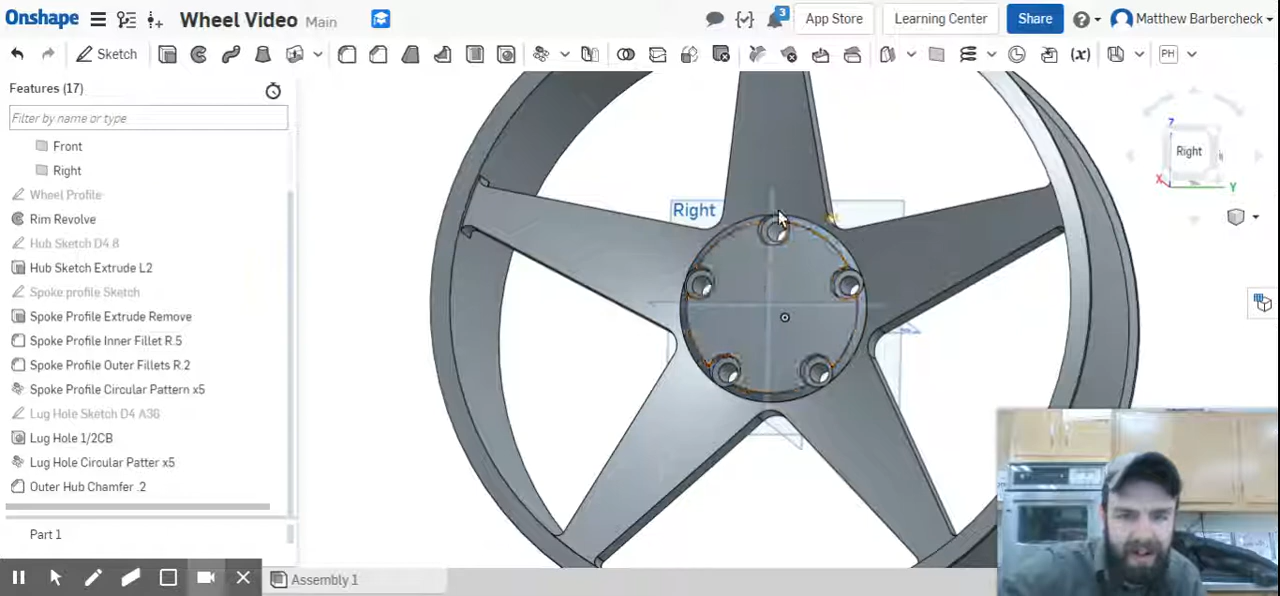 Onshape
Wheel Video Main
3
App Store
Learning Center
Share
Matthew Barbercheck
Sketch
(x)
PH
Features (17)
Filter by name or type
Front
Right
Wheel Profile
Rim Revolve
Hub Sketch D4.8
Hub Sketch Extrude L2
Spoke profile Sketch
Spoke Profile Extrude Remove
Spoke Profile Inner Fillet R.5
Spoke Profile Outer Fillets R.2
Spoke Profile Circular Pattern x5
Lug Hole Sketch D4 A36
Lug Hole 1/2CB
Lug Hole Circular Patter x5
Outer Hub Chamfer .2
Part 1
Right
Z
Right
X
Y
Assembly 1